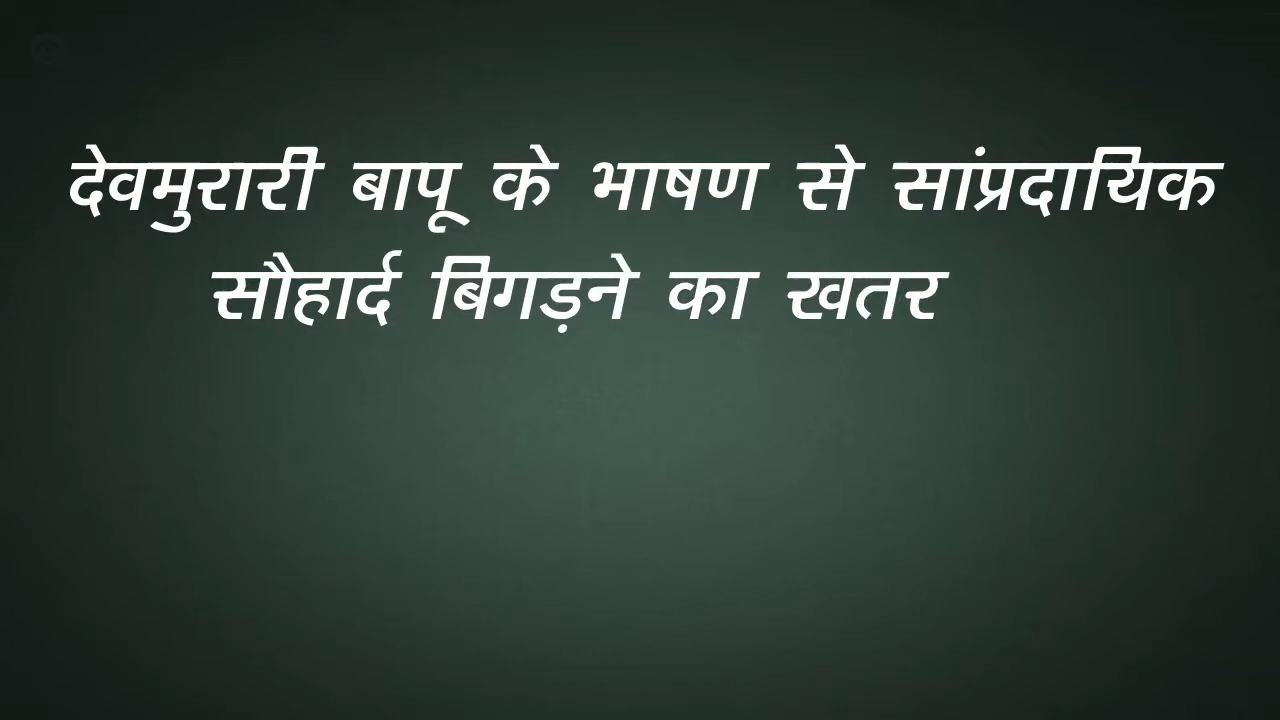 देवमुरारी बापू के भाषण से सांप्रदायिक
सौहार्द बिगड़ने का खतर